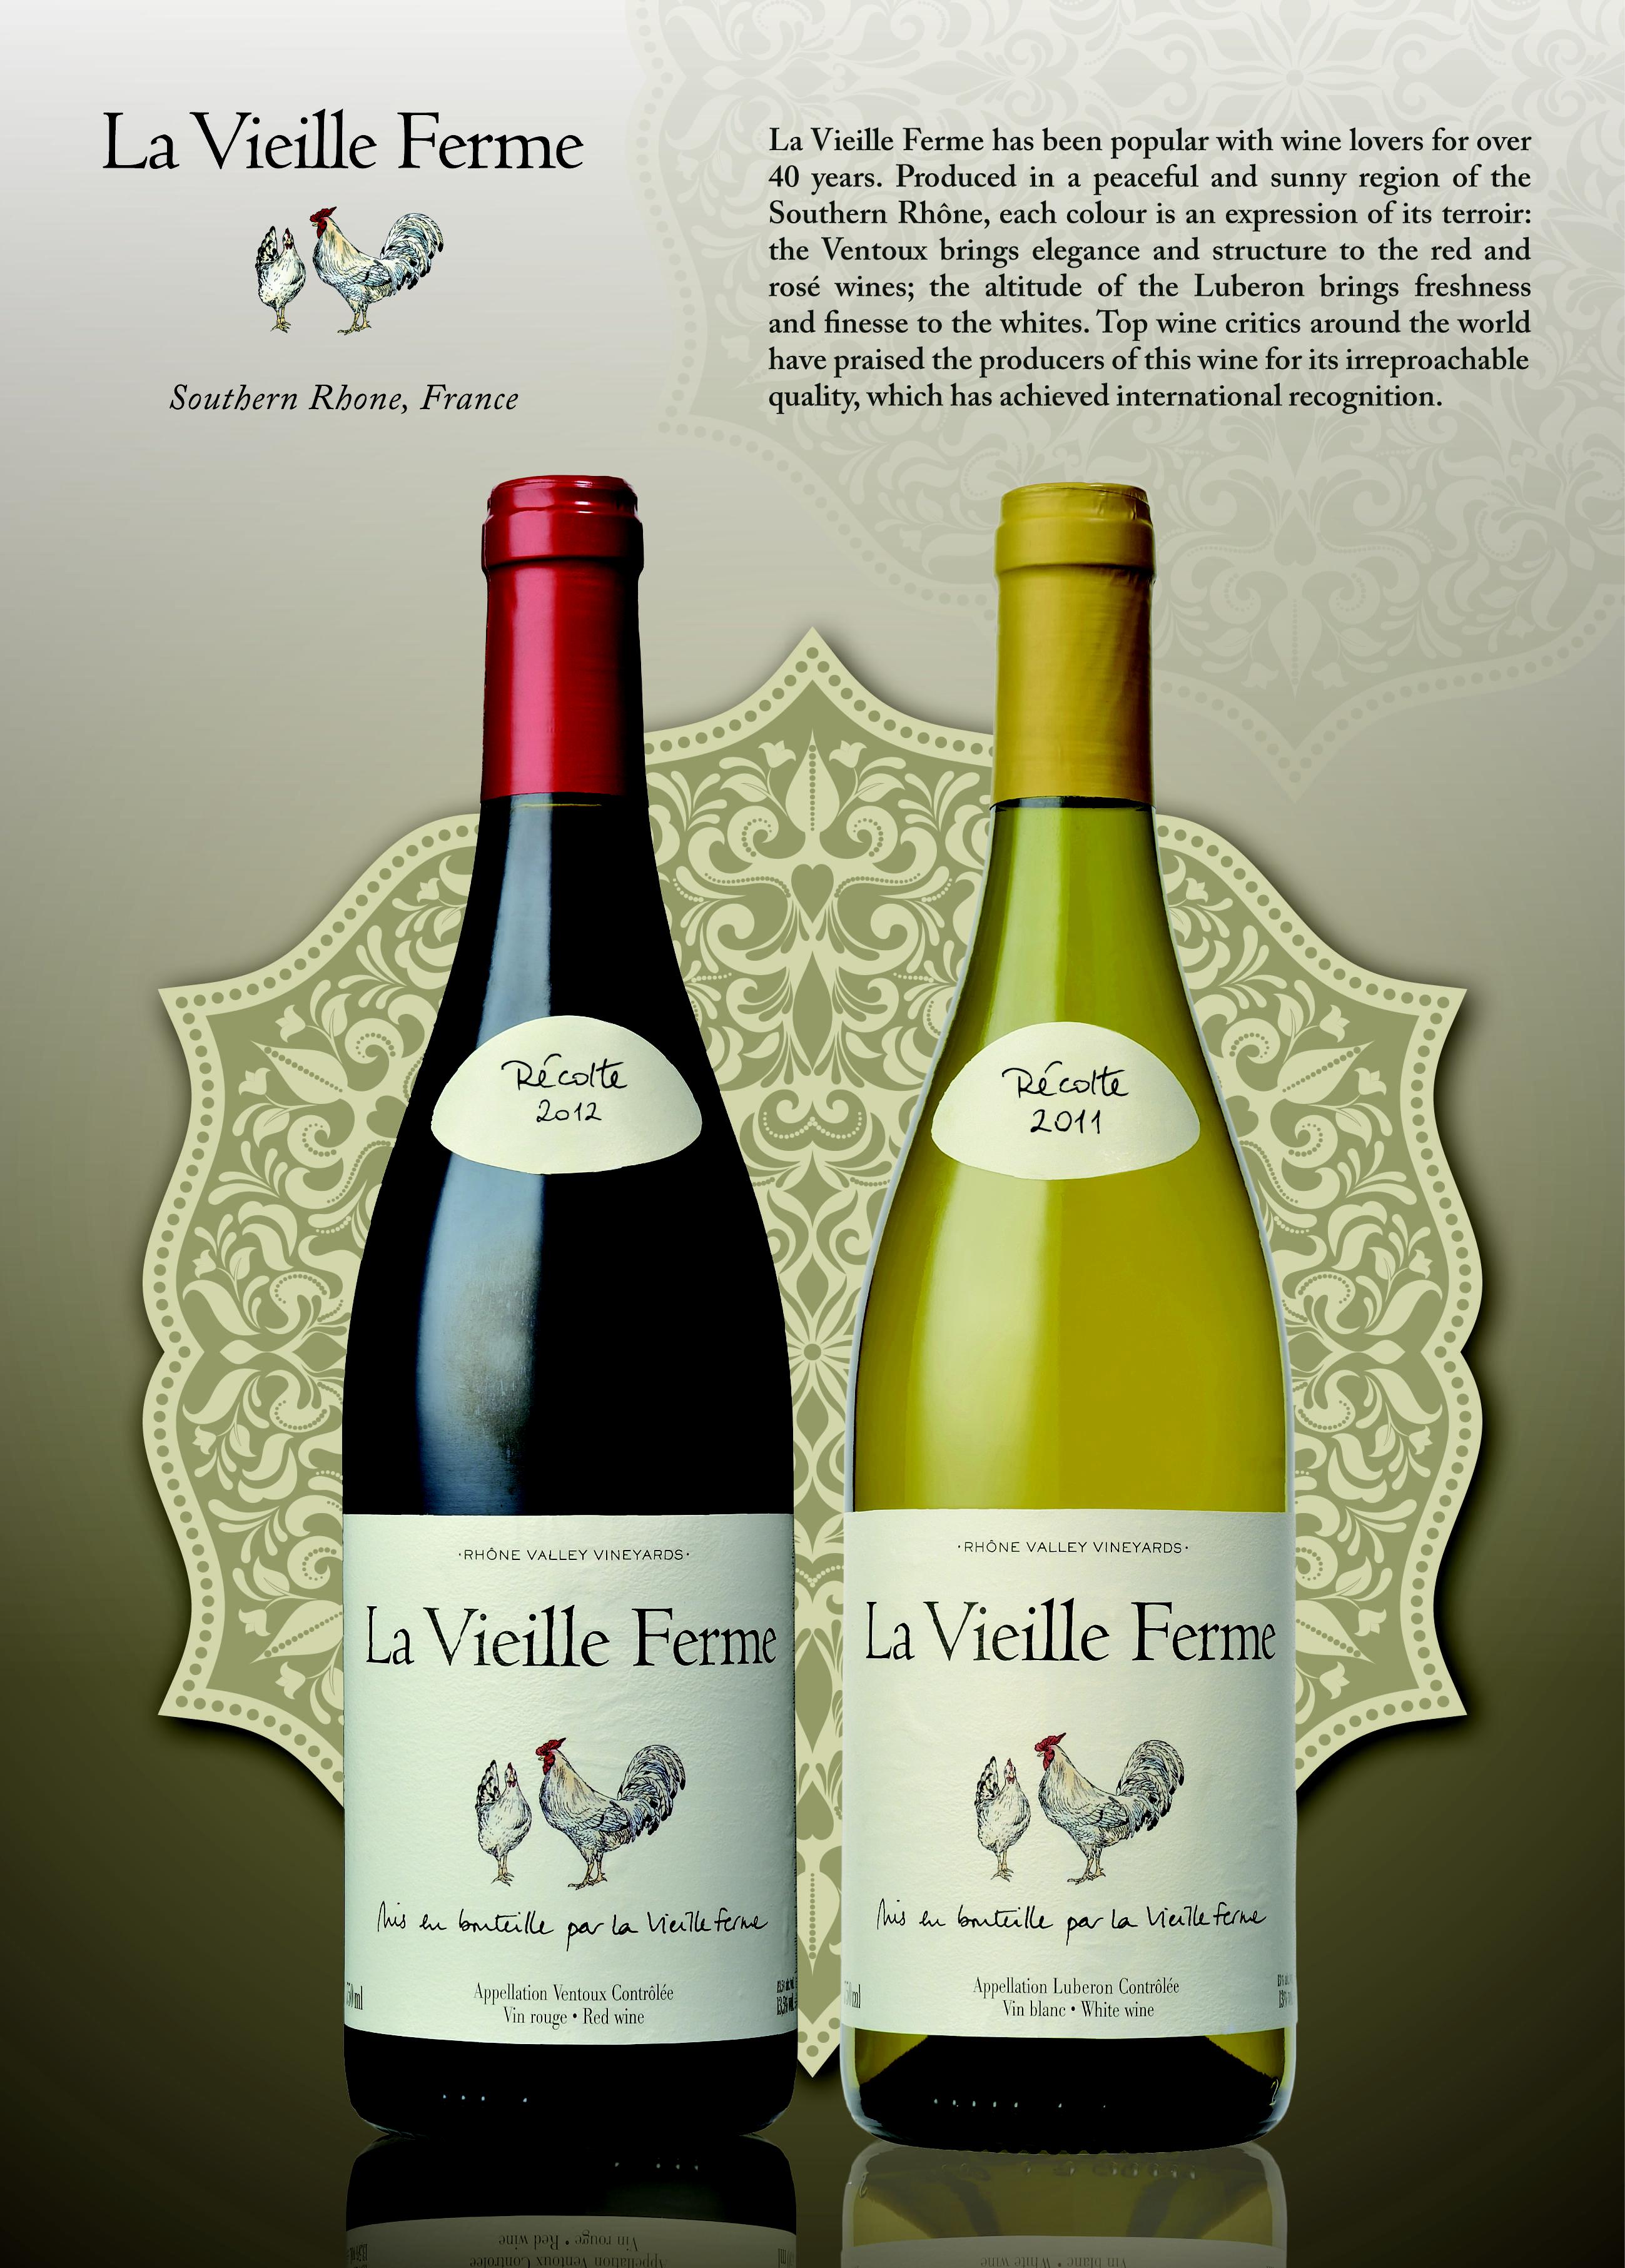 La Vieille Ferme
Southern Rhone, France
La Vieille Ferme has been popular with wine lovers for over
40 years. Produced in a peaceful and sunny region of the
Southern Rhône, each colour is an expression of its terroir:
the Ventoux brings elegance and structure to the red and
rosé wines; the altitude of the Luberon brings freshness
and finesse to the whites. Top wine critics around the world
have praised the producers of this wine for its irreproachable
quality, which has achieved international recognition.
Récolte
2012
·RHÔNE VALLEY VINEYARDS·
La Vieille Ferme
Mis en bouteille par La Vieille ferme
Appellation Ventoux Contrôlée
Vin rouge • Red wine
Récolte
2011
·RHÔNE VALLEY VINEYARDS·
La Vieille Ferme
Mis en bouteille par La Vieille ferme
Appellation Luberon Contrôlée
Vin blanc • White wine